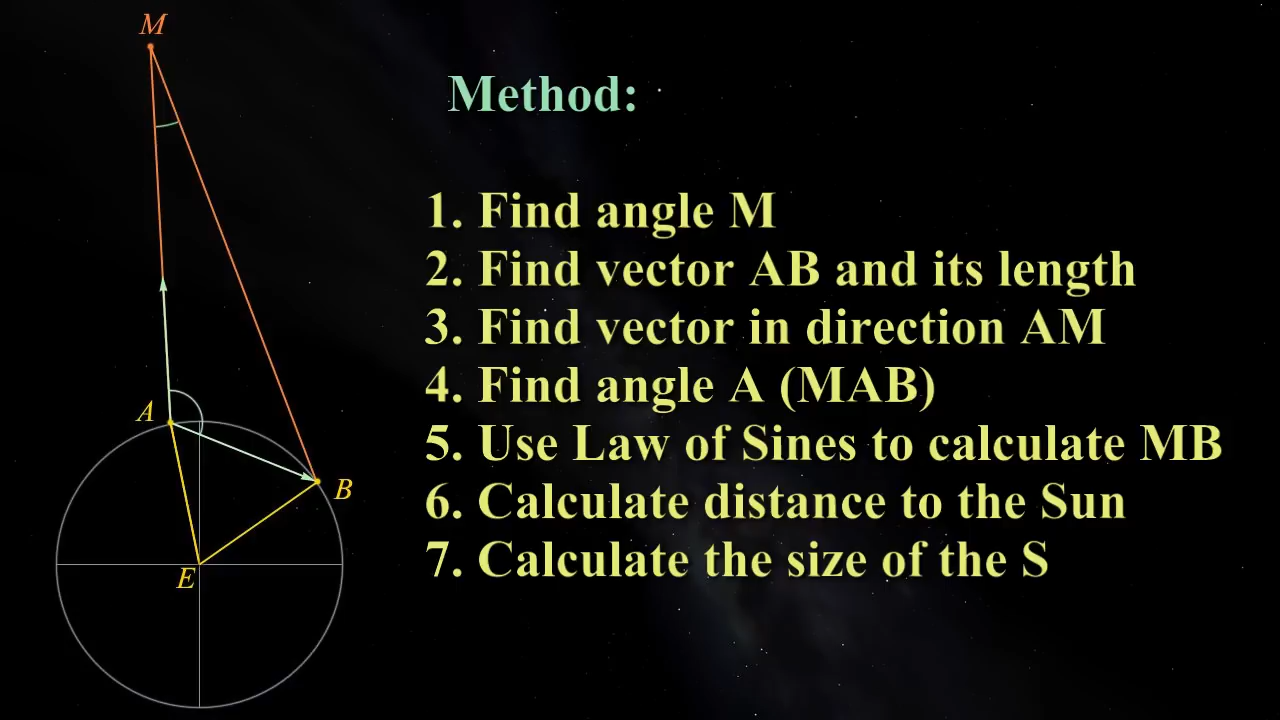 M
Method:
1. Find angle M
2. Find vector AB and its length
3. Find vector in direction AM
4. Find angle A (MAB)
A
5. Use Law of Sines to calculate MB
B
6. Calculate distance to the Sun
7. Calculate the size of the S
E